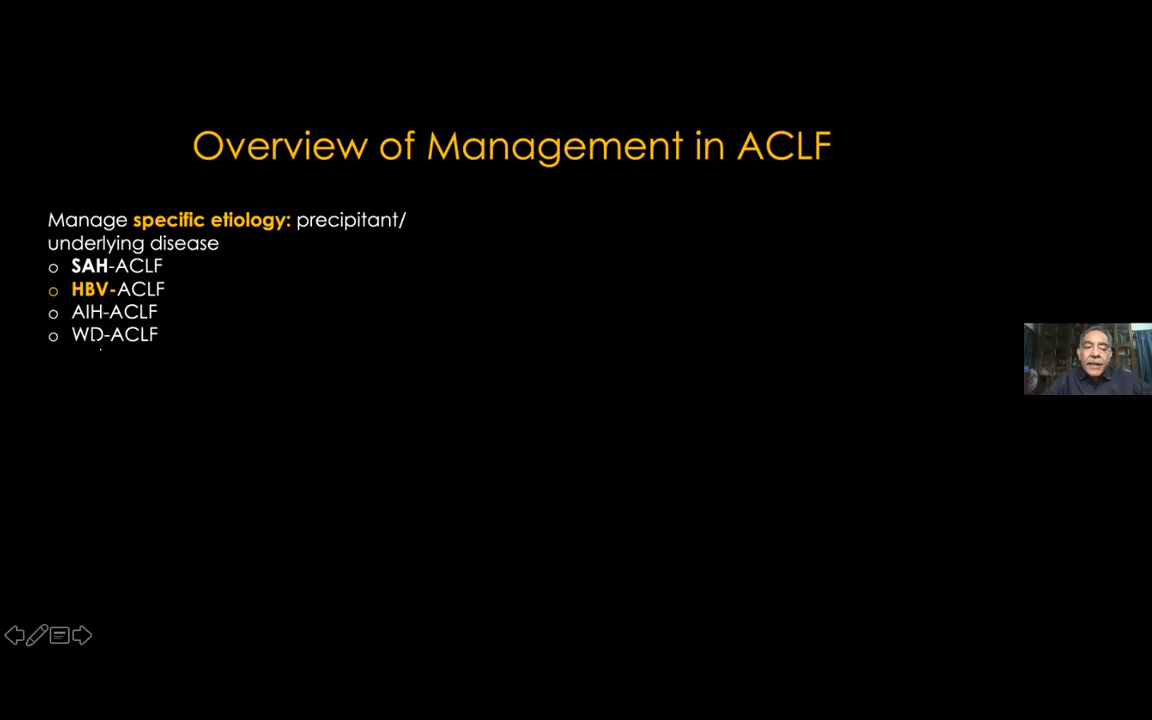 Overview of Management in ACLF
Manage specific etiology: precipitant/
underlying disease
o SAH-ACLF
o HBV-ACLF
o AIH-ACLF
o WD-ACLF